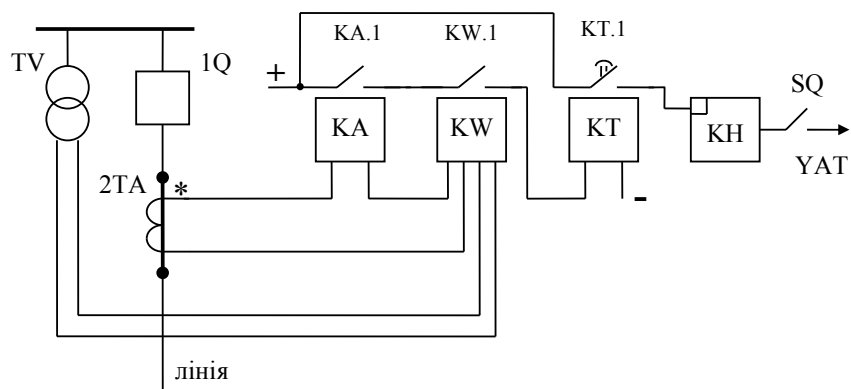 KA.1 KW.1 KT.1
TV 1Q + SQ
KA KW KT KH
YAT
2TA * -
лінія